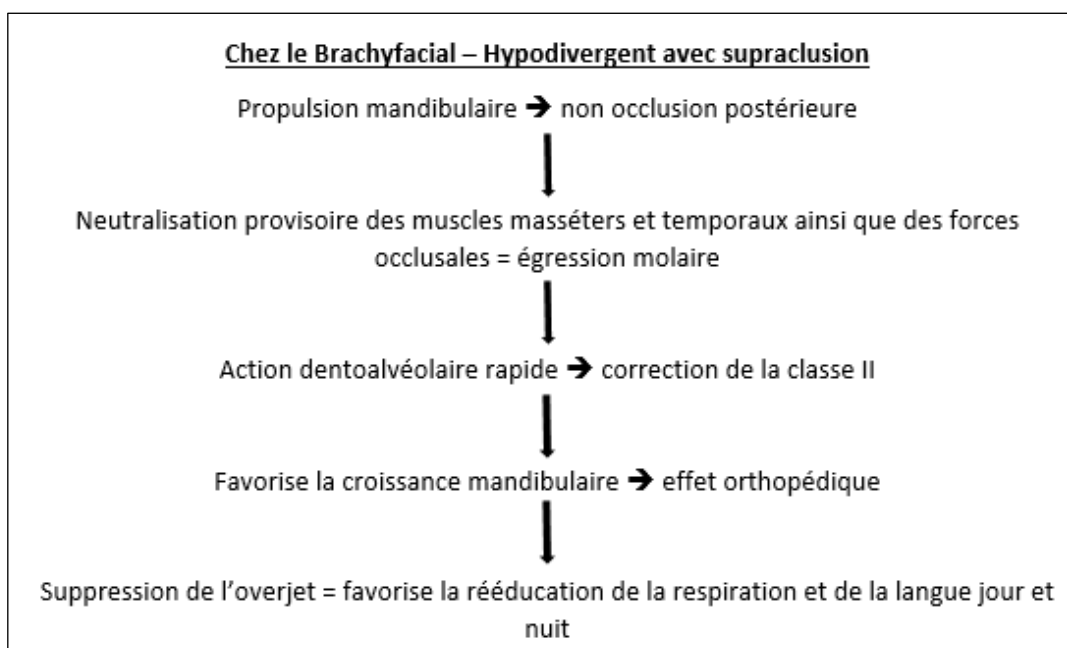 Chez le Brachyfacial – Hypodivergent avec supraclusion
Propulsion mandibulaire ➔ non occlusion postérieure
Neutralisation provisoire des muscles masséters et temporaux ainsi que des forces
occlusales = égression molaire
Action dentoalvéolaire rapide ➔ correction de la classe II
Favorise la croissance mandibulaire ➔ effet orthopédique
Suppression de l’overjet = favorise la rééducation de la respiration et de la langue jour et
nuit